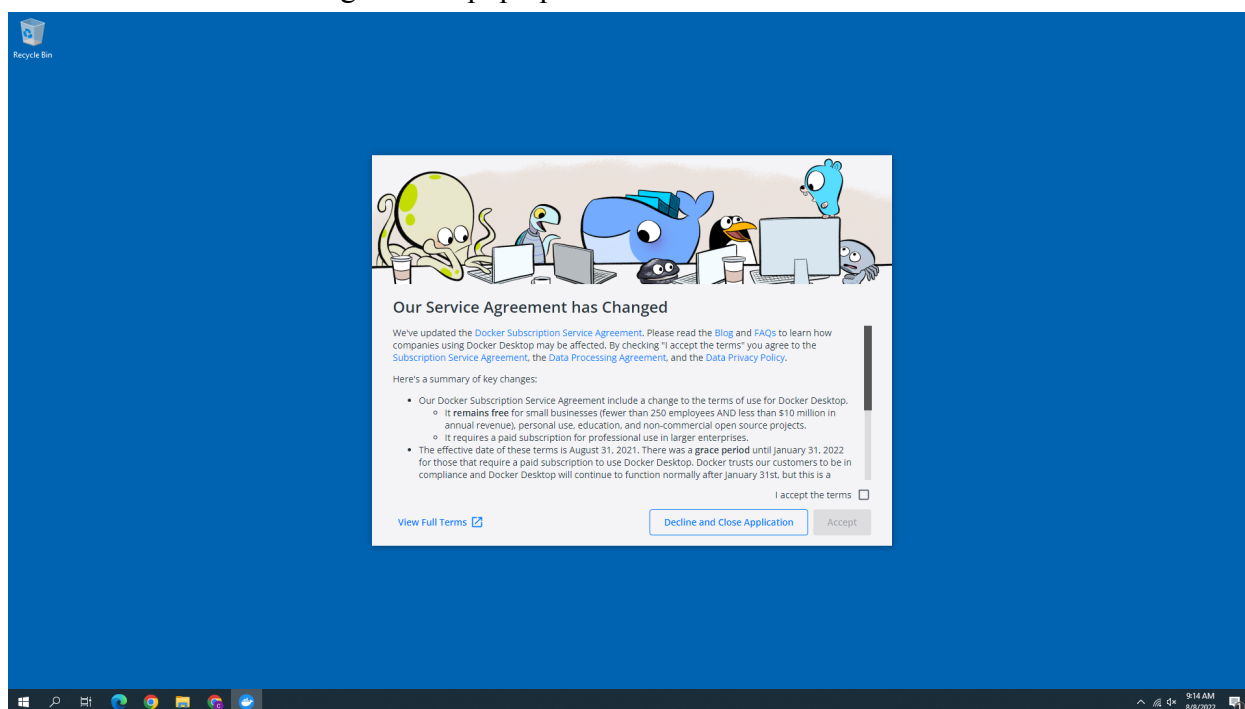 Recycle Bin
Our Service Agreement has Changed
We've updated the Docker Subscription Service Agreement. Please read the Blog and FAQs to learn how
companies using Docker Desktop may be affected. By checking "I accept the terms" you agree to the
Subscription Service Agreement, the Data Processing Agreement, and the Data Privacy Policy.
Here's a summary of key changes:
• Our Docker Subscription Service Agreement include a change to the terms of use for Docker Desktop.
◦ It remains free for small businesses (fewer than 250 employees AND less than $10 million in
annual revenue), personal use, education, and non-commercial open source projects.
◦ It requires a paid subscription for professional use in larger enterprises.
• The effective date of these terms is August 31, 2021. There was a grace period until January 31, 2022
for those that require a paid subscription to use Docker Desktop. Docker trusts our customers to be in
compliance and Docker Desktop will continue to function normally after January 31st, but this is a
I accept the terms
View Full Terms
Decline and Close Application
Accept
9:14 AM
8/8/2022